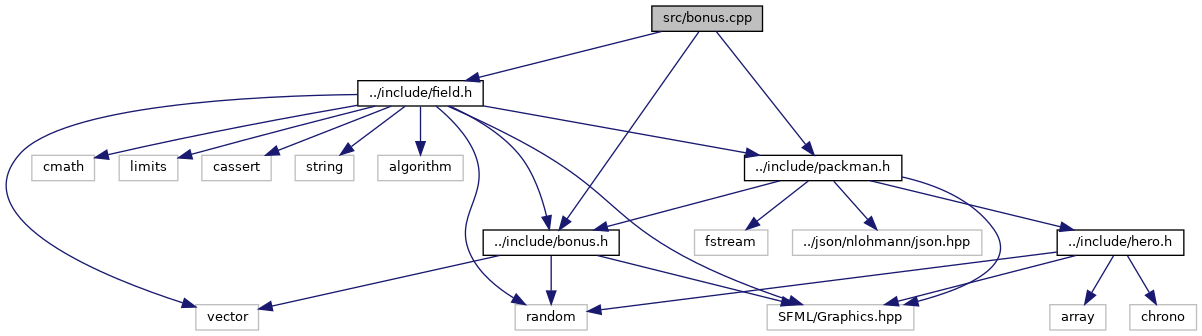 src/bonus.cpp
../include/field.h
cmath
limits
cassert
string
algorithm
../include/packman.h
../include/bonus.h
fstream
../json/nlohmann/json.hpp
../include/hero.h
vector
random
SFML/Graphics.hpp
array
chrono